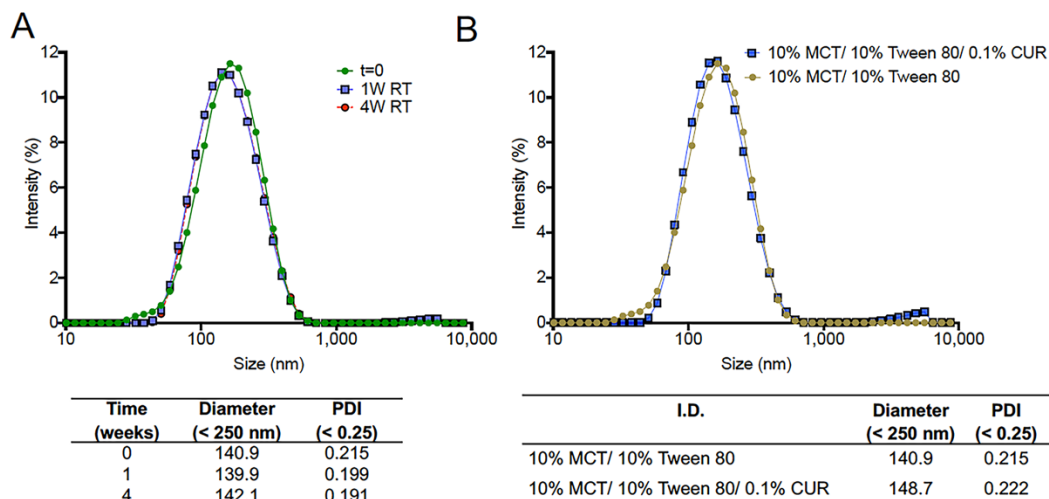 A
12
10
8
6
4
2
0
Intensity (%)
t=0
1W RT
4W RT
10
100
1,000
10,000
Size (nm)
Time
(weeks)
Diameter
(< 250 nm)
PDI
(< 0.25)
0 140.9 0.215
1 139.9 0.199
4 142.1 0.191
B
12
10
8
6
4
2
0
Intensity (%)
10% MCT/ 10% Tween 80/ 0.1% CUR
10% MCT/ 10% Tween 80
10
100
1,000
10,000
Size (nm)
I.D.
Diameter
(< 250 nm)
PDI
(< 0.25)
10% MCT/ 10% Tween 80 140.9 0.215
10% MCT/ 10% Tween 80/ 0.1% CUR 148.7 0.222